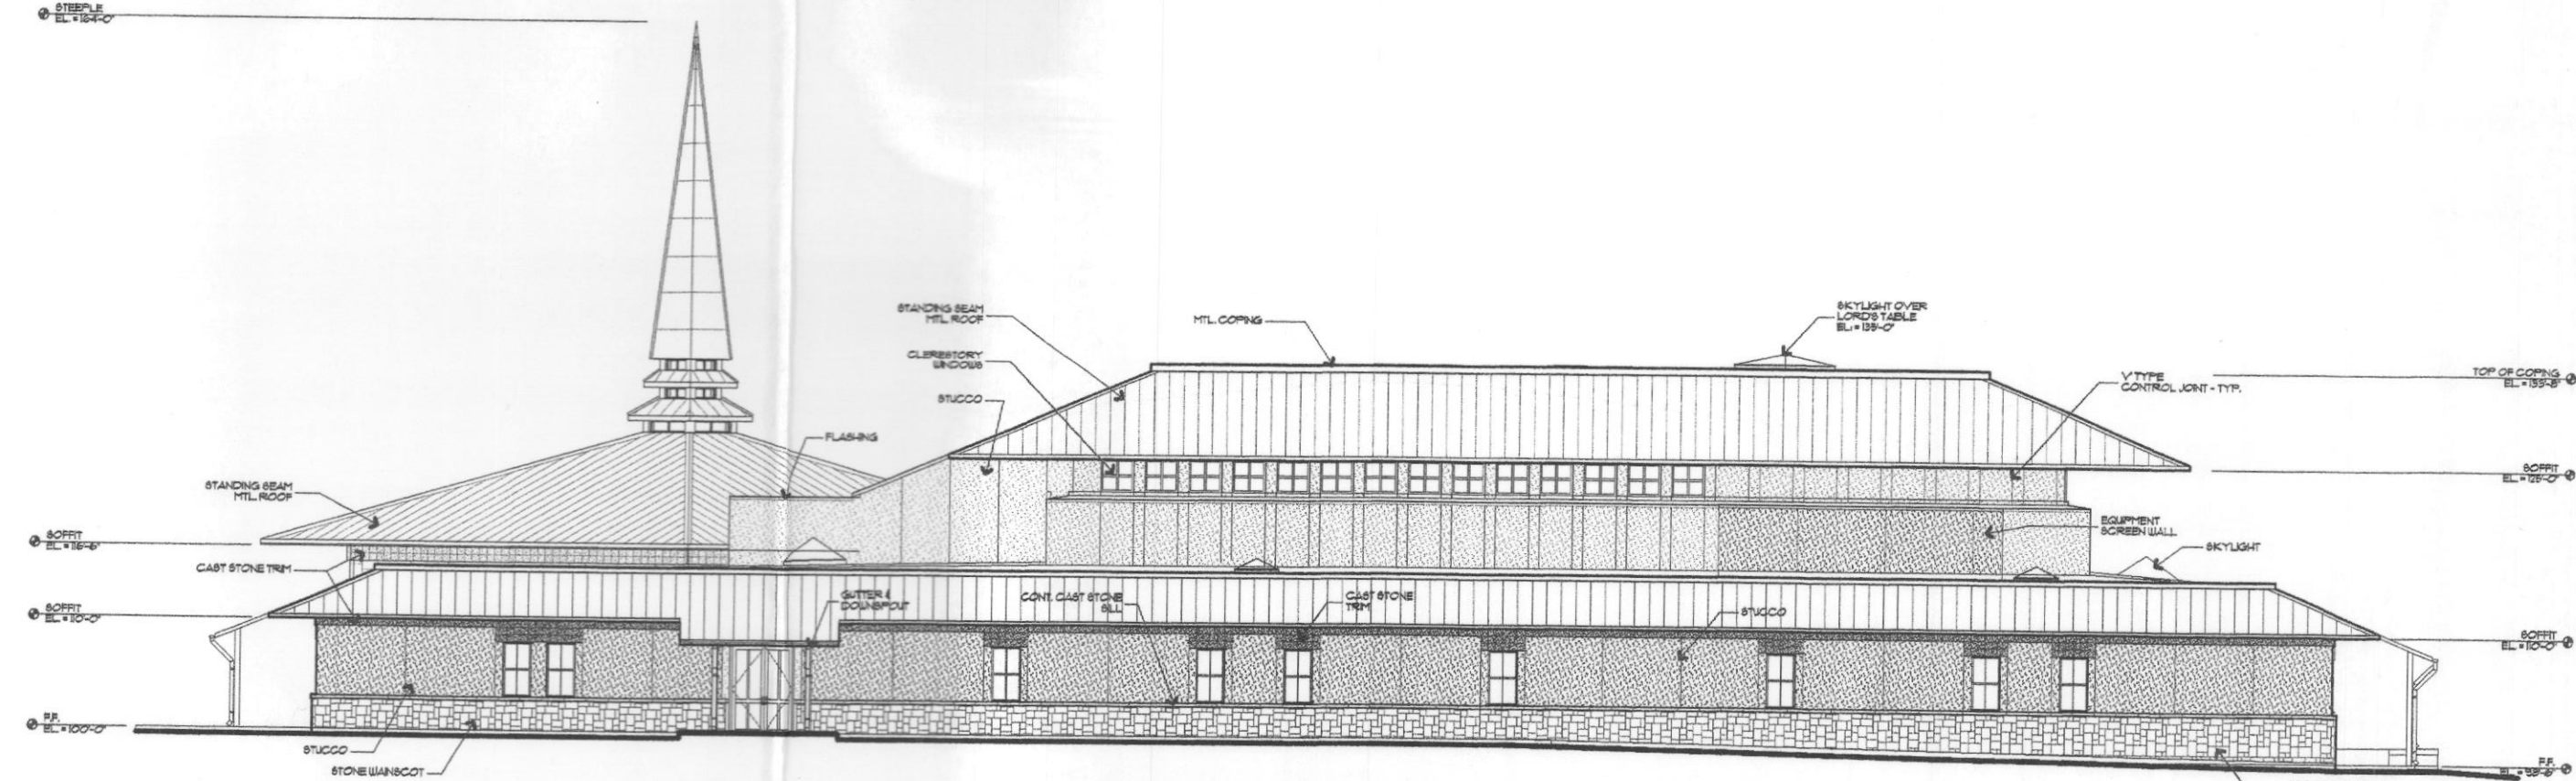 STEEPLE
EL. = 164'-0"
STANDING SEAM
MTL. ROOF
MTL. COPING
SKYLIGHT OVER
LORD'S TABLE
EL. =
CLERESTORY
WINDOWS
STUCCO
V TYPE
CONTROL JOINT - TYP.
TOP OF COPING
EL. =
FLASHING
SOFFIT
EL. = 125'-0"
STANDING SEAM
MTL. ROOF
SOFFIT
EL. = 116'-6"
EQUIPMENT
SCREEN WALL
SKYLIGHT
CAST STONE TRIM
GUTTER &
DOWNSPOUT
CONT. CAST STONE
SILL
CAST STONE
TRIM
STUCCO
SOFFIT
EL. = 110'-0"
SOFFIT
EL. = 110'-0"
F.F.
EL. = 100'-0"
STUCCO
STONE WAINSCOT
F.F.